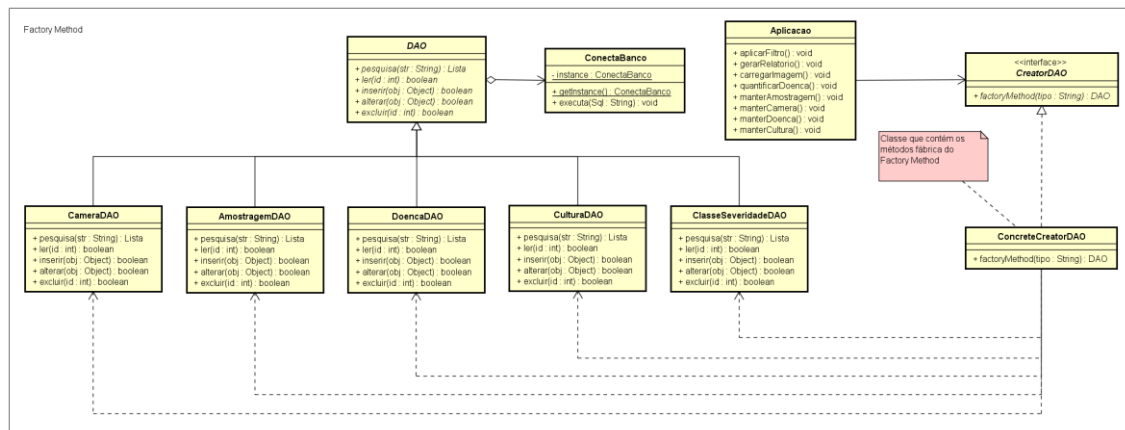 Factory Method
DAO
+ pesquisa(str : String) : Lista
+ ler(id : int) : boolean
+ inserir(obj : Object) : boolean
+ alterar(obj : Object) : boolean
+ excluir(id : int) : boolean
ConectaBanco
- instance : ConectaBanco
+ getInstance() : ConectaBanco
+ executa(Sql : String) : void
Aplicacao
+ aplicarFiltro() : void
+ gerarRelatorio() : void
+ carregarImagem() : void
+ quantificarDoenca() : void
+ manterAmostragem() : void
+ manterCamera() : void
+ manterDoenca() : void
+ manterCultura() : void
<<interface>>
CreatorDAO
+ factoryMethod(tipo : String) : DAO
Classe que contém os
métodos fábrica do
Factory Method
CameraDAO
+ pesquisa(str : String) : Lista
+ ler(id : int) : boolean
+ inserir(obj : Object) : boolean
+ alterar(obj : Object) : boolean
+ excluir(id : int) : boolean
AmostragemDAO
+ pesquisa(str : String) : Lista
+ ler(id : int) : boolean
+ inserir(obj : Object) : boolean
+ alterar(obj : Object) : boolean
+ excluir(id : int) : boolean
DoencaDAO
+ pesquisa(str : String) : Lista
+ ler(id : int) : boolean
+ inserir(obj : Object) : boolean
+ alterar(obj : Object) : boolean
+ excluir(id : int) : boolean
CulturaDAO
+ pesquisa(str : String) : Lista
+ ler(id : int) : boolean
+ inserir(obj : Object) : boolean
+ alterar(obj : Object) : boolean
+ excluir(id : int) : boolean
ClasseSeveridadeDAO
+ pesquisa(str : String) : Lista
+ ler(id : int) : boolean
+ inserir(obj : Object) : boolean
+ alterar(obj : Object) : boolean
+ excluir(id : int) : boolean
ConcreteCreatorDAO
+ factoryMethod(tipo : String) : DAO